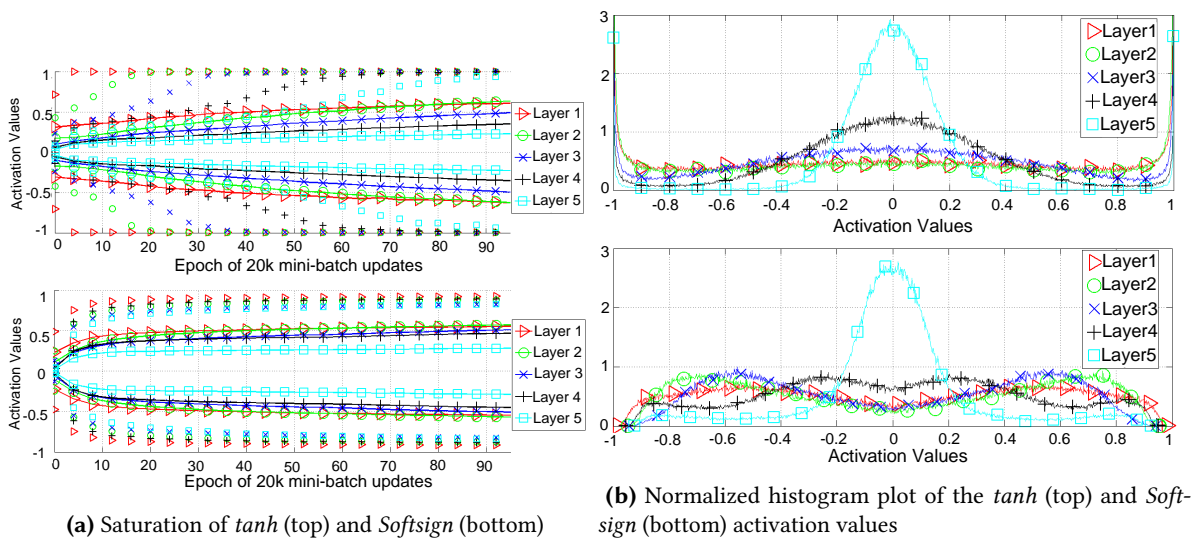 Activation Values
1
0.5
0
-0.5
-1
0 10 20 30 40 50 60 70 80 90
Epoch of 20k mini-batch updates
Layer 1
Layer 2
Layer 3
Layer 4
Layer 5
Activation Values
1
0.5
0
-0.5
-1
0 10 20 30 40 50 60 70 80 90
Epoch of 20k mini-batch updates
Layer 1
Layer 2
Layer 3
Layer 4
Layer 5
(a) Saturation of tanh (top) and Softsign (bottom)
3
2
1
0
-1 -0.8 -0.6 -0.4 -0.2 0 0.2 0.4 0.6 0.8 1
Activation Values
Layer1
Layer2
Layer3
Layer4
Layer5
3
2
1
0
-1 -0.8 -0.6 -0.4 -0.2 0 0.2 0.4 0.6 0.8 1
Activation Values
Layer1
Layer2
Layer3
Layer4
Layer5
(b) Normalized histogram plot of the tanh (top) and Soft-
sign (bottom) activation values